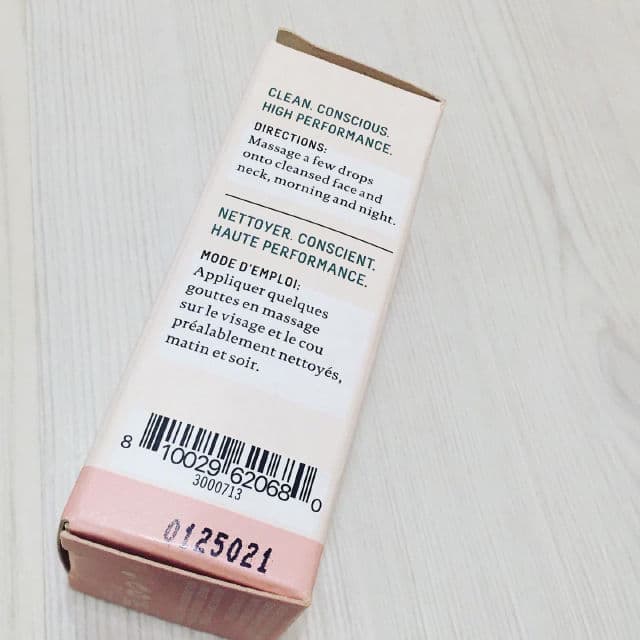 CLEAN. CONSCIOUS.
HIGH PERFORMANCE.
DIRECTIONS:
Massage a few drops
onto cleansed face and
neck, morning and night.
NETTOYER. CONSCIENT.
HAUTE PERFORMANCE.
MODE D'EMPLOI:
Appliquer quelques
gouttes en massage
sur le visage et le cou
préalablement nettoyés,
matin et soir.
8 10029 62068 0
3000713
0125021